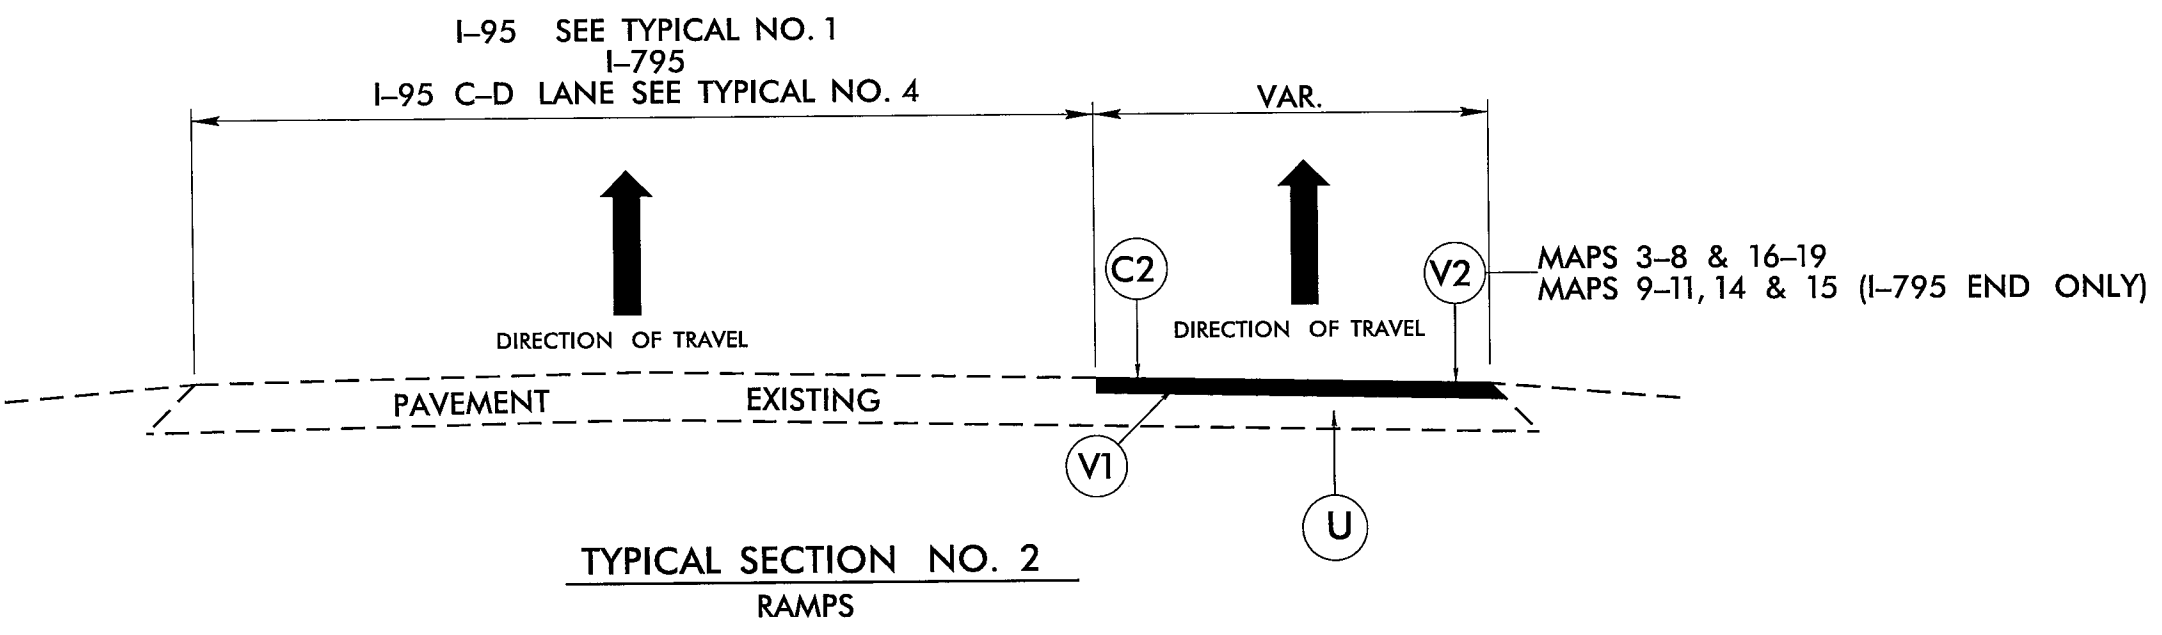 I–95 SEE TYPICAL NO. 1
I–795
I–95 C–D LANE SEE TYPICAL NO. 4
VAR.
C2
V2
MAPS 3–8 & 16–19
MAPS 9–11, 14 & 15 (I–795 END ONLY)
DIRECTION OF TRAVEL
DIRECTION OF TRAVEL
PAVEMENT EXISTING
V1
U
TYPICAL SECTION NO. 2
RAMPS